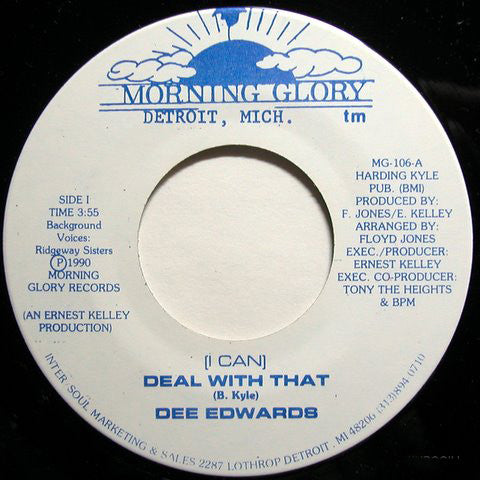 MORNING GLORY
DETROIT, MICH. tm
SIDE I
TIME 3:55
Background
Voices:
Ridgeway Sisters
Ⓟ1990
MORNING
GLORY RECORDS
(AN ERNEST KELLEY
PRODUCTION)
MG-106-A
HARDING KYLE
PUB. (BMI)
PRODUCED BY:
F. JONES/E. KELLEY
ARRANGED BY:
FLOYD JONES
EXEC./PRODUCER:
ERNEST KELLEY
EXEC. CO-PRODUCER:
TONY THE HEIGHTS
& BPM
[I CAN]
DEAL WITH THAT
(B. Kyle)
DEE EDWARDS
INTER/SOUL MARKETING & SALES 2287 LOTHROP DETROIT. MI 48206 (313)894-0710